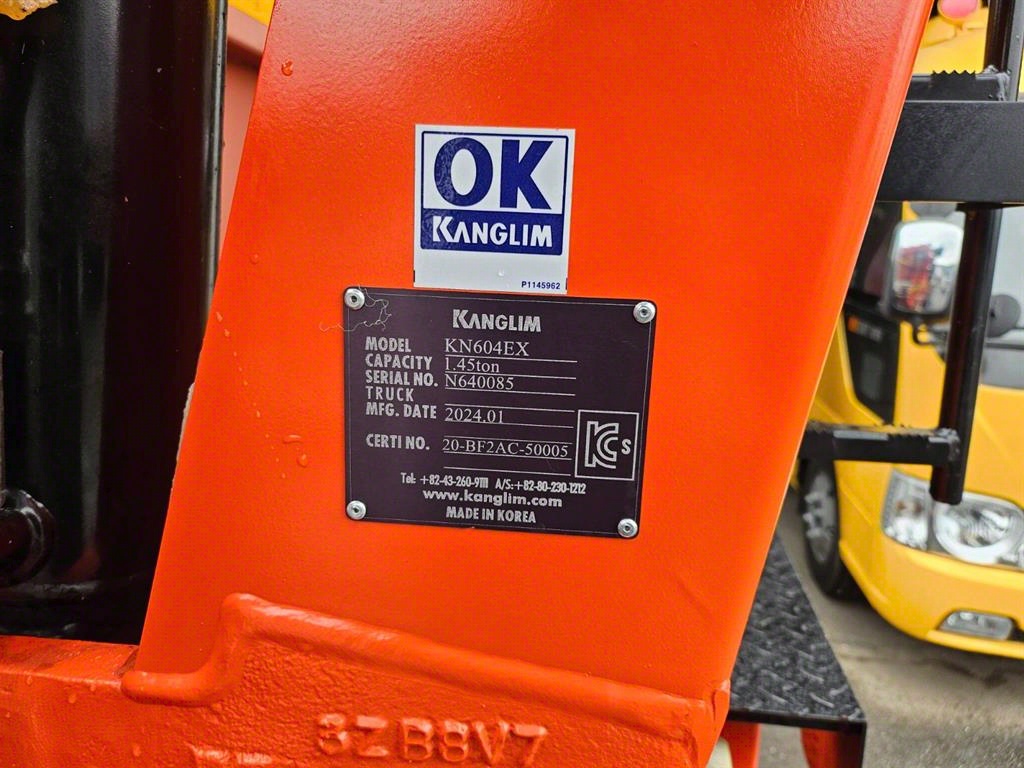 OK
KANGLIM
P1145962
KANGLIM
MODEL KN604EX
CAPACITY 1.45ton
SERIAL NO. N640085
TRUCK
MFG. DATE 2024.01
CERTI NO. 20-BF2AC-50005
KC s
Tel: +82-43-260-9111 A/S:+82-80-230-1212
www.kanglim.com
MADE IN KOREA
3ZB8V7